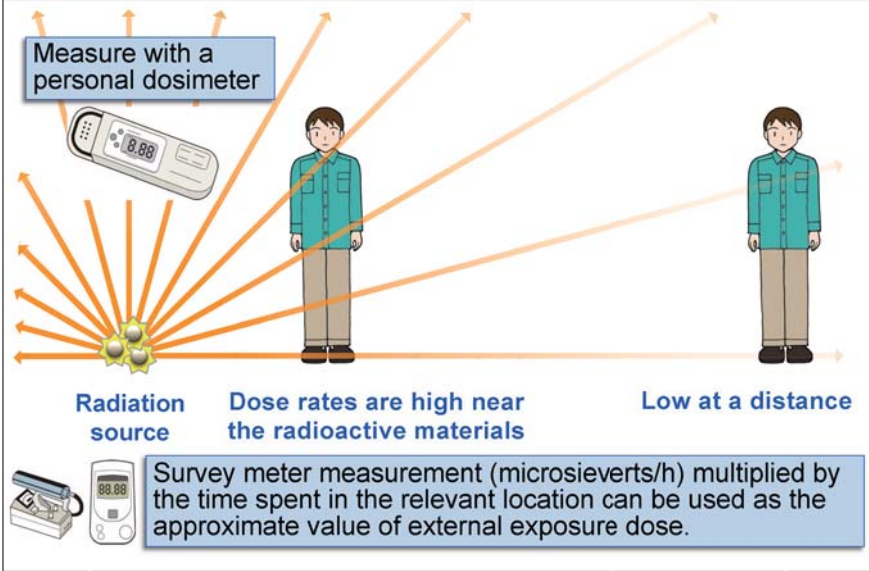 Measure with a
personal dosimeter
8.88
Radiation
source
Dose rates are high near
the radioactive materials
Low at a distance
88.88
Survey meter measurement (microsieverts/h) multiplied by
the time spent in the relevant location can be used as the
approximate value of external exposure dose.